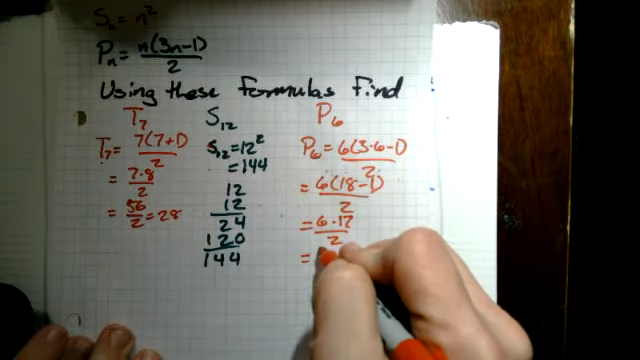 Sₙ = n²
Pₙ = n(3n-1)/2
Using these formulas find
T₇
T₇ = 7(7+1)/2
= 7·8/2
= 56/2 = 28
S₁₂
S₁₂ = 12²
= 144
12
12
24
120
144
P₆
P₆ = 6(3·6-1)/2
= 6(18-1)/2
= 6·17/2
=